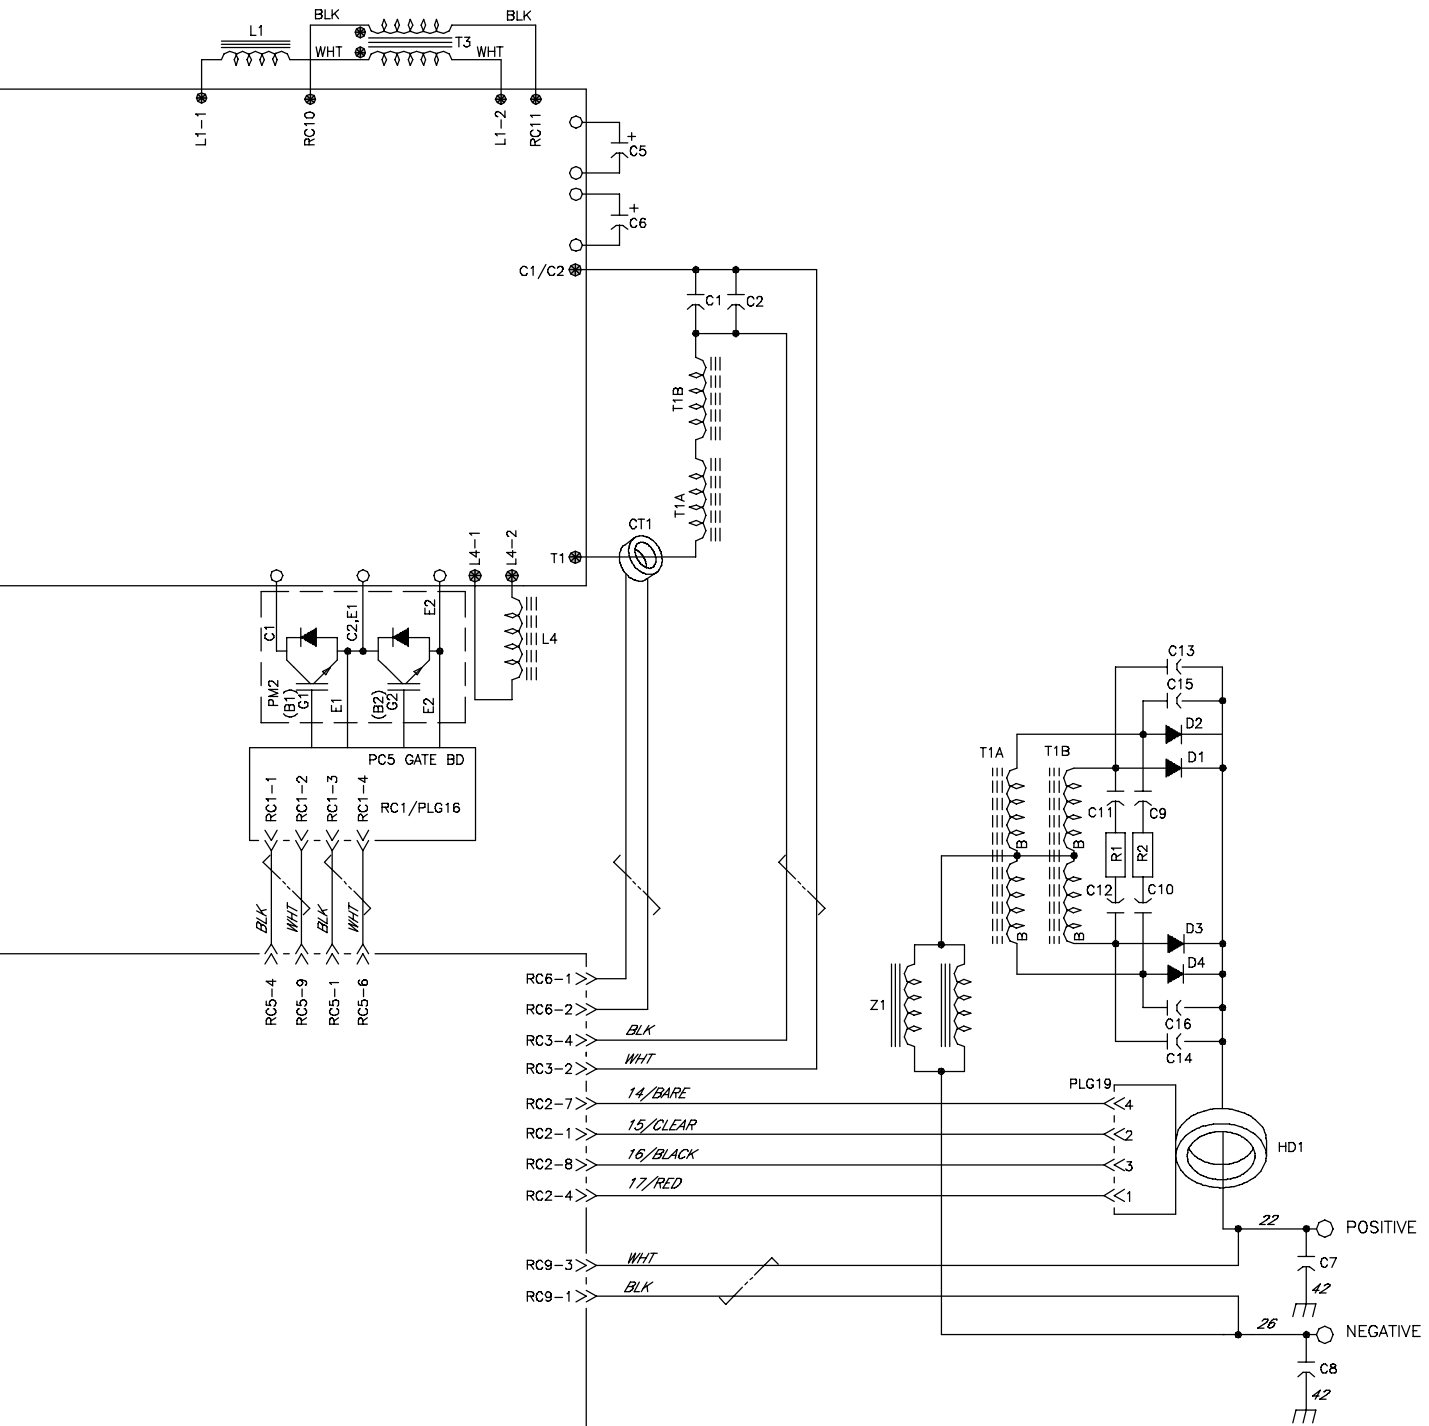 BLK
BLK
L1
T3
WHT
WHT
L1-1
RC10
L1-2
RC11
+
C5
+
C6
C1/C2
C1
C2
T1B
T1A
CT1
T1
L4-1
L4-2
L4
C1
C2,E1
E2
PM2
(B1)
G1
E1
(B2)
G2
E2
PC5 GATE BD
RC1-1
RC1-2
RC1-3
RC1-4
RC1/PLG16
BLK
WHT
BLK
WHT
RC5-4
RC5-9
RC5-1
RC5-6
C13
C15
D2
D1
T1A
T1B
C11
C9
B
B
R1
R2
C12
C10
B
B
D3
D4
C16
C14
Z1
RC6-1
RC6-2
RC3-4
BLK
RC3-2
WHT
RC2-7
14/BARE
PLG19
4
RC2-1
15/CLEAR
2
RC2-8
16/BLACK
3
RC2-4
17/RED
1
HD1
22
POSITIVE
C7
42
RC9-3
WHT
RC9-1
BLK
26
NEGATIVE
C8
42